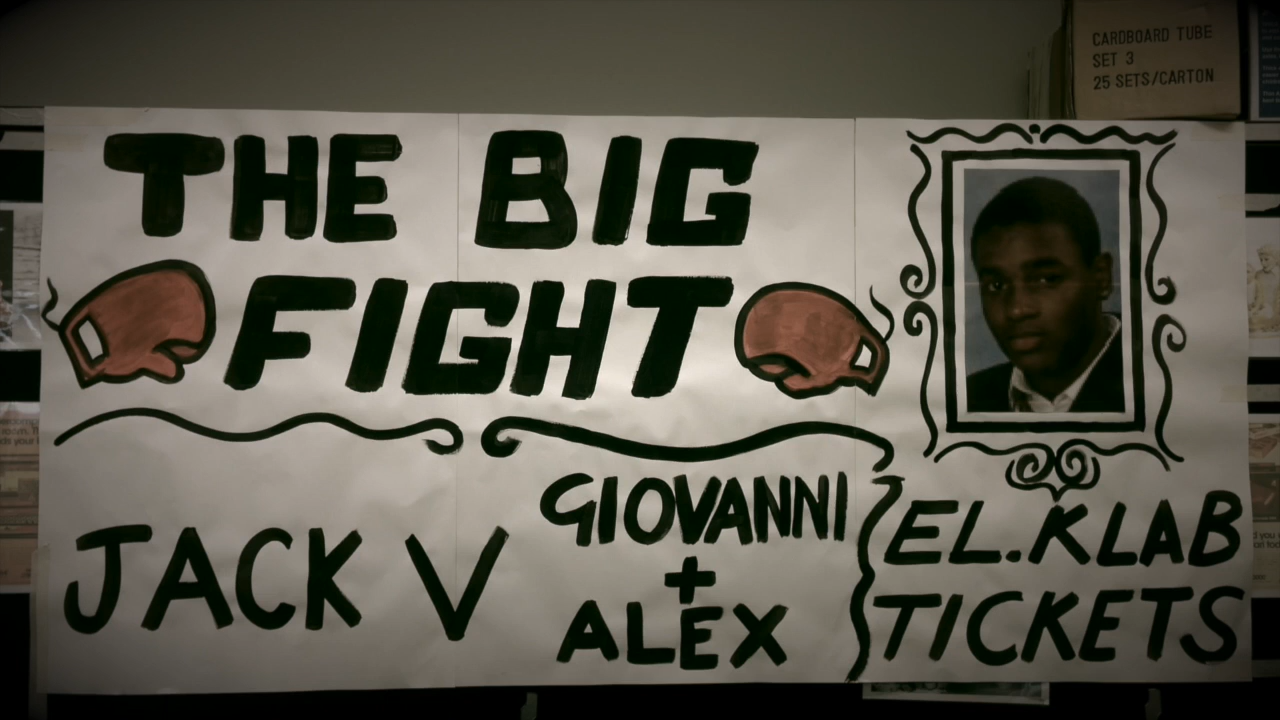 CARDBOARD TUBE
SET 3
25 SETS/CARTON
THE BIG
FIGHT
JACK V
GIOVANNI
+
ALEX
EL.KLAB
TICKETS